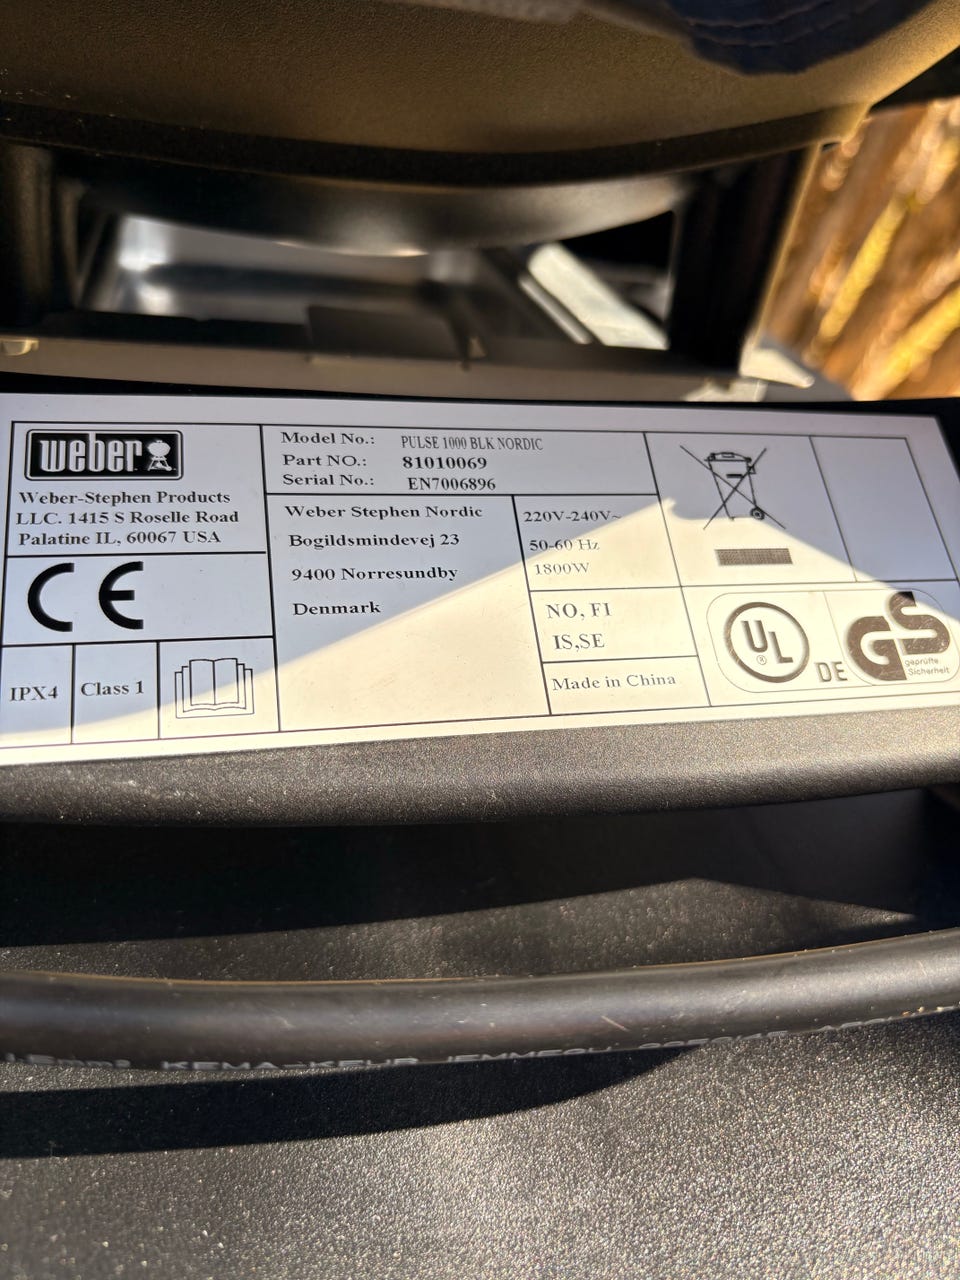 weber
Weber-Stephen Products
LLC. 1415 S Roselle Road
Palatine IL, 60067 USA
CE
IPX4
Class 1
Model No.: PULSE 1000 BLK NORDIC
Part NO.: 81010069
Serial No.: EN7006896
Weber Stephen Nordic
Bogildsmindevej 23
9400 Norresundby
Denmark
220V-240V~
50-60 Hz
1800W
NO, FI
IS,SE
Made in China
UL
®
DE
GS
geprüfte
Sicherheit
KEMA-KEUR